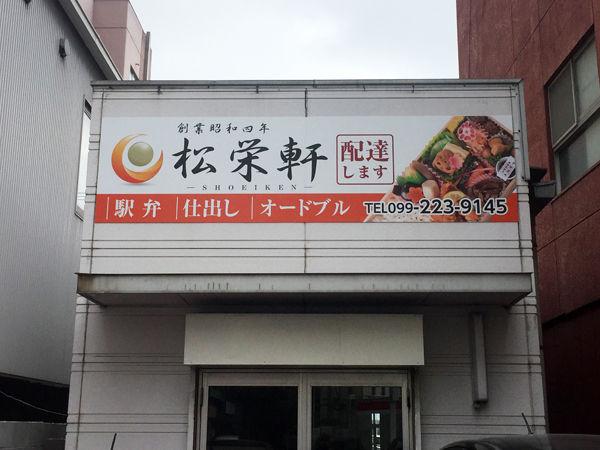 創業昭和四年
松栄軒
SHOEIKEN
配達
します
駅弁 仕出し オードブル TEL099-223-9145